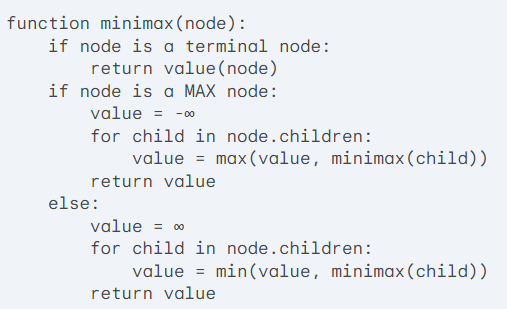 function minimax(node):
    if node is a terminal node:
        return value(node)
    if node is a MAX node:
        value = -∞
        for child in node.children:
            value = max(value, minimax(child))
        return value
    else:
        value = ∞
        for child in node.children:
            value = min(value, minimax(child))
        return value